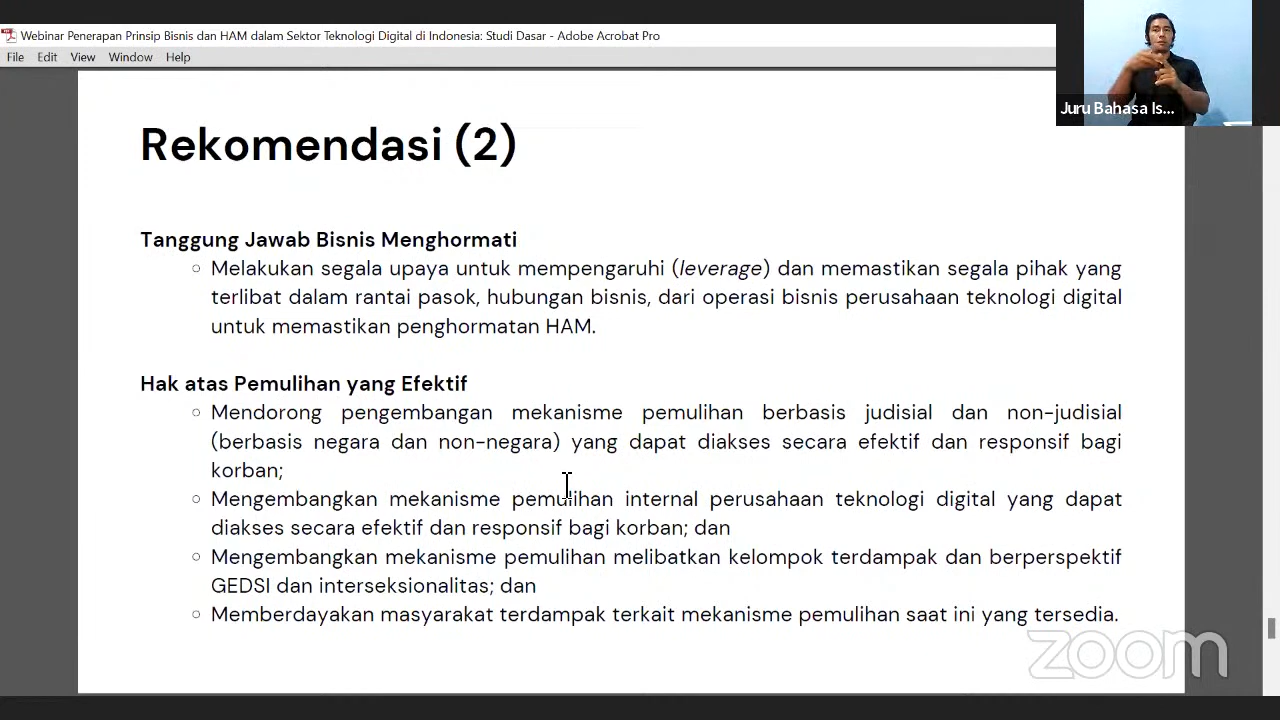 Webinar Penerapan Prinsip Bisnis dan HAM dalam Sektor Teknologi Digital di Indonesia: Studi Dasar - Adobe Acrobat Pro
File Edit View Window Help
Juru Bahasa Is...
Rekomendasi (2)
Tanggung Jawab Bisnis Menghormati
○ Melakukan segala upaya untuk mempengaruhi (leverage) dan memastikan segala pihak yang
terlibat dalam rantai pasok, hubungan bisnis, dari operasi bisnis perusahaan teknologi digital
untuk memastikan penghormatan HAM.
Hak atas Pemulihan yang Efektif
○ Mendorong pengembangan mekanisme pemulihan berbasis judisial dan non-judisial
(berbasis negara dan non-negara) yang dapat diakses secara efektif dan responsif bagi
korban;
○ Mengembangkan mekanisme pemulihan internal perusahaan teknologi digital yang dapat
diakses secara efektif dan responsif bagi korban; dan
○ Mengembangkan mekanisme pemulihan melibatkan kelompok terdampak dan berperspektif
GEDSI dan interseksionalitas; dan
○ Memberdayakan masyarakat terdampak terkait mekanisme pemulihan saat ini yang tersedia.
zoom